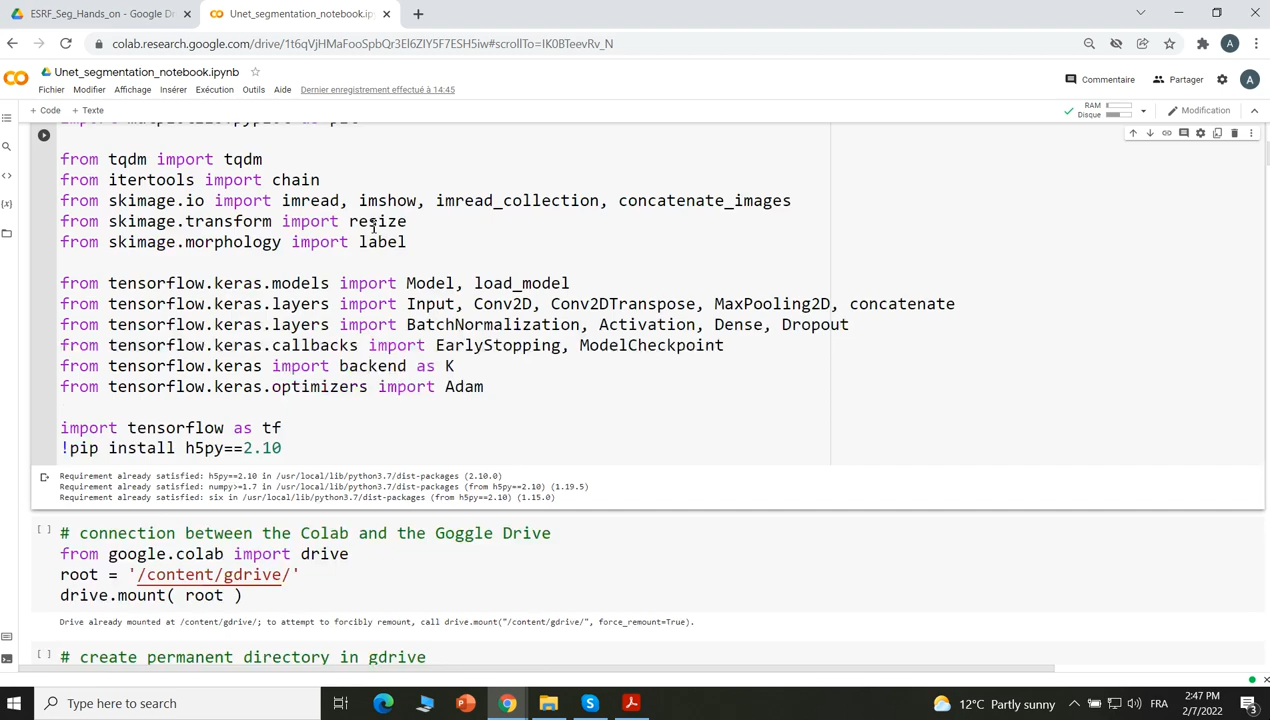 ESRF_Seg_Hands_on - Google Dr
Unet_segmentation_notebook.ipyn
colab.research.google.com/drive/1t6qVjHMaFooSpbQr3El6ZIY5F7ESH5iw#scrollTo=IK0BTeevRv_N
A
Unet_segmentation_notebook.ipynb
Commentaire
Partager
A
Fichier Modifier Affichage Insérer Exécution Outils Aide Dernier enregistrement effectué à 14:45
+ Code + Texte
RAM
Disque
Modification
from tqdm import tqdm
from itertools import chain
from skimage.io import imread, imshow, imread_collection, concatenate_images
from skimage.transform import resize
from skimage.morphology import label
from tensorflow.keras.models import Model, load_model
from tensorflow.keras.layers import Input, Conv2D, Conv2DTranspose, MaxPooling2D, concatenate
from tensorflow.keras.layers import BatchNormalization, Activation, Dense, Dropout
from tensorflow.keras.callbacks import EarlyStopping, ModelCheckpoint
from tensorflow.keras import backend as K
from tensorflow.keras.optimizers import Adam
import tensorflow as tf
!pip install h5py==2.10
Requirement already satisfied: h5py==2.10 in /usr/local/lib/python3.7/dist-packages (2.10.0)
Requirement already satisfied: numpy>=1.7 in /usr/local/lib/python3.7/dist-packages (from h5py==2.10) (1.19.5)
Requirement already satisfied: six in /usr/local/lib/python3.7/dist-packages (from h5py==2.10) (1.15.0)
[ ] # connection between the Colab and the Goggle Drive
from google.colab import drive
root = '/content/gdrive/'
drive.mount( root )
Drive already mounted at /content/gdrive/; to attempt to forcibly remount, call drive.mount("/content/gdrive/", force_remount=True).
[ ] # create permanent directory in gdrive
Type here to search
12°C Partly sunny
FRA
2:47 PM
2/7/2022
3